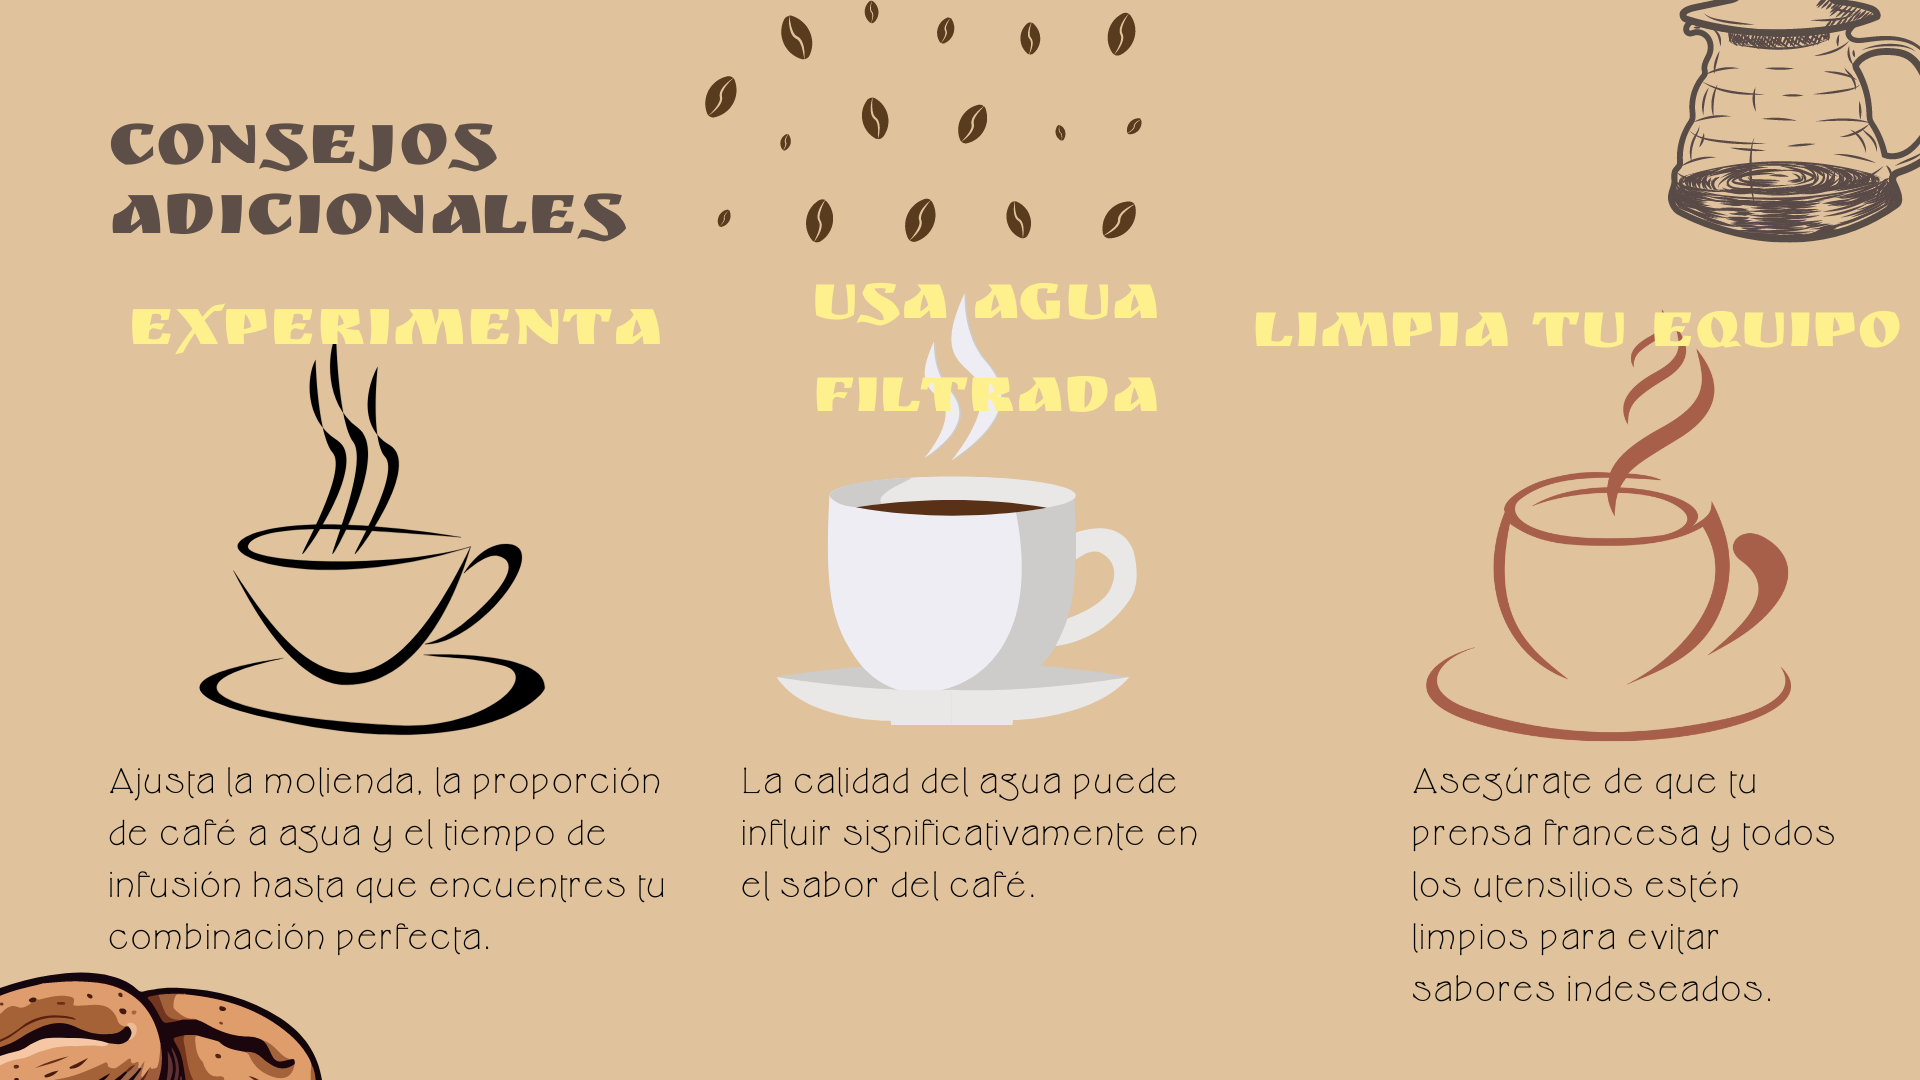 CONSEJOS
ADICIONALES
EXPERIMENTA
Ajusta la molienda, la proporción
de café a agua y el tiempo de
infusión hasta que encuentres tu
combinación perfecta.
USA AGUA
FILTRADA
La calidad del agua puede
influir significativamente en
el sabor del café.
LIMPIA TU EQUIPO
Asegúrate de que tu
prensa francesa y todos
los utensilios estén
limpios para evitar
sabores indeseados.